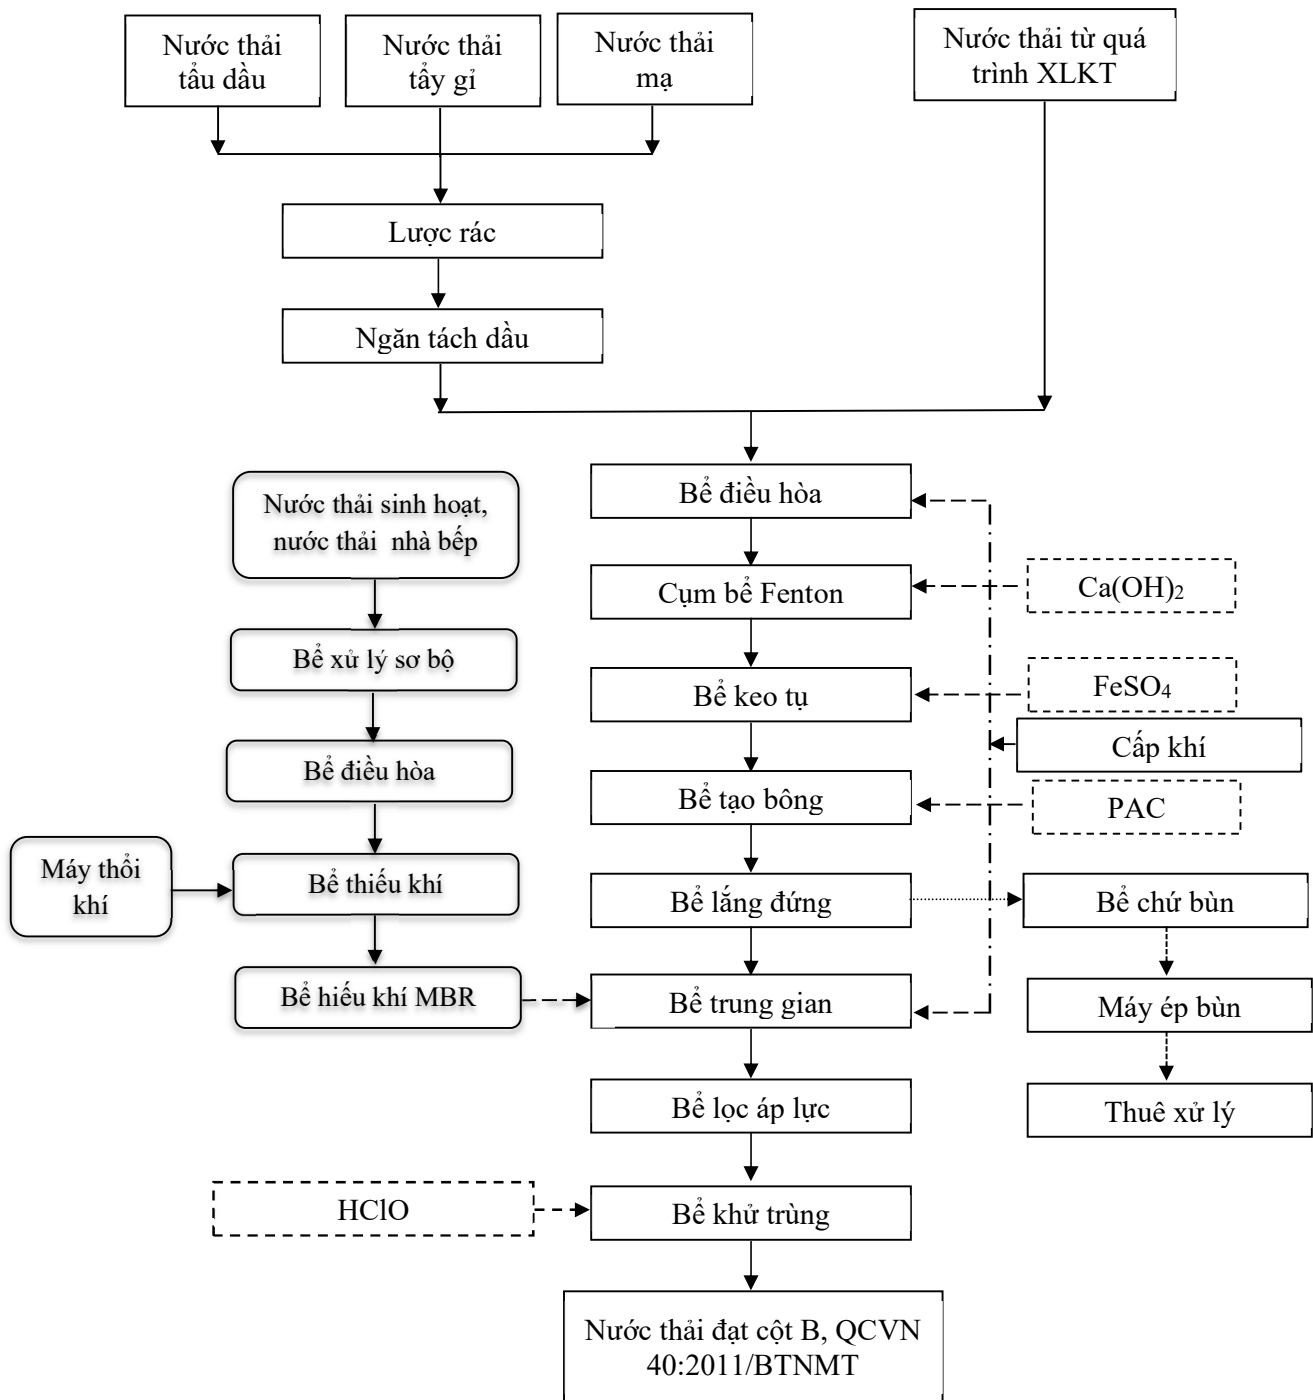 Nước thải
tẩu dầu
Nước thải
tẩy gỉ
Nước thải
mạ
Nước thải từ quá
trình XLKT
Lược rác
Ngăn tách dầu
Nước thải sinh hoạt,
nước thải nhà bếp
Bể điều hòa
Cụm bể Fenton
Ca(OH)₂
Bể xử lý sơ bộ
Bể keo tụ
FeSO₄
Cấp khí
Bể điều hòa
Bể tạo bông
PAC
Máy thổi
khí
Bể thiếu khí
Bể lắng đứng
Bể chứ bùn
Bể hiếu khí MBR
Bể trung gian
Máy ép bùn
Bể lọc áp lực
Thuê xử lý
HClO
Bể khử trùng
Nước thải đạt cột B, QCVN
40:2011/BTNMT